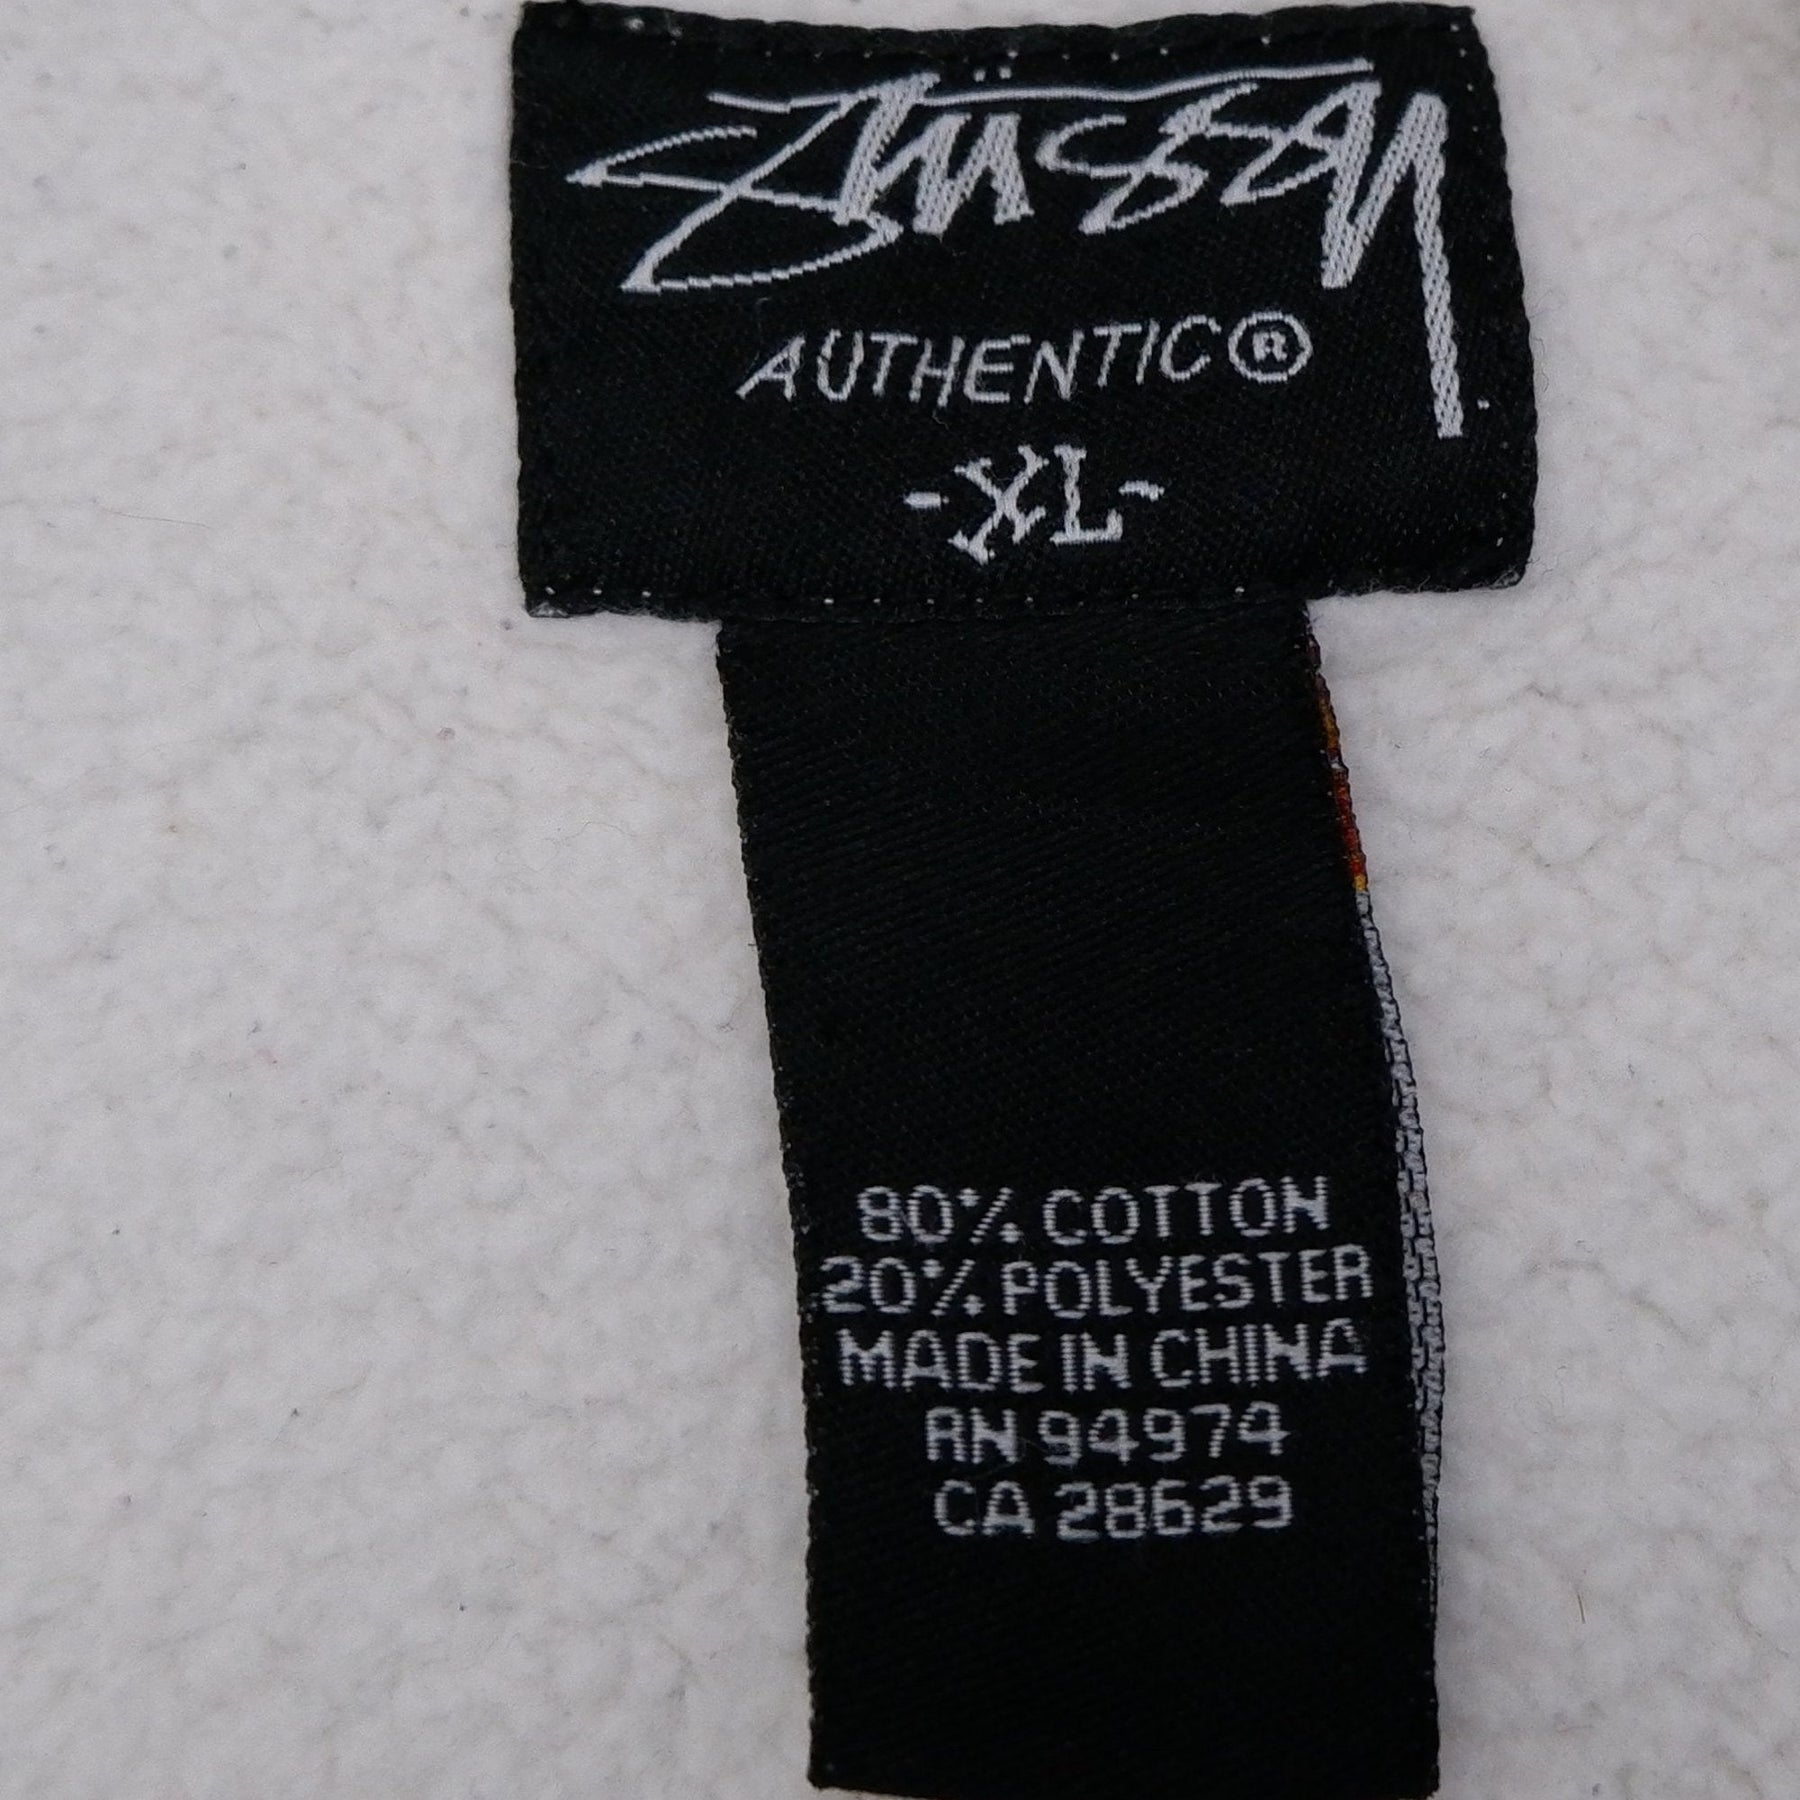 Stüssy
AUTHENTIC®
-XL-
80% COTTON
20% POLYESTER
MADE IN CHINA
RN 94974
CA 28629